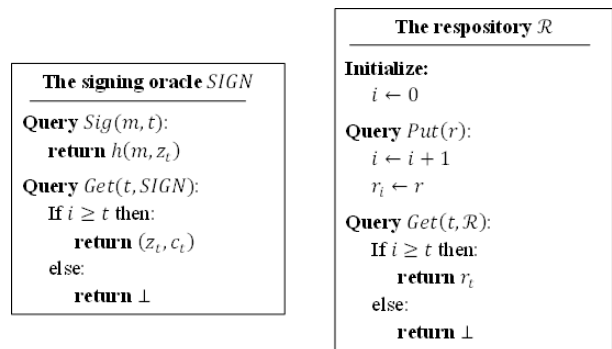 The signing oracle SIGN
Query Sig(m, t):
return h(m, z_t)
Query Get(t, SIGN):
If i ≥ t then:
return (z_t, c_t)
else:
return ⊥
The respository ℛ
Initialize:
i ← 0
Query Put(r):
i ← i + 1
r_i ← r
Query Get(t, ℛ):
If i ≥ t then:
return r_t
else:
return ⊥